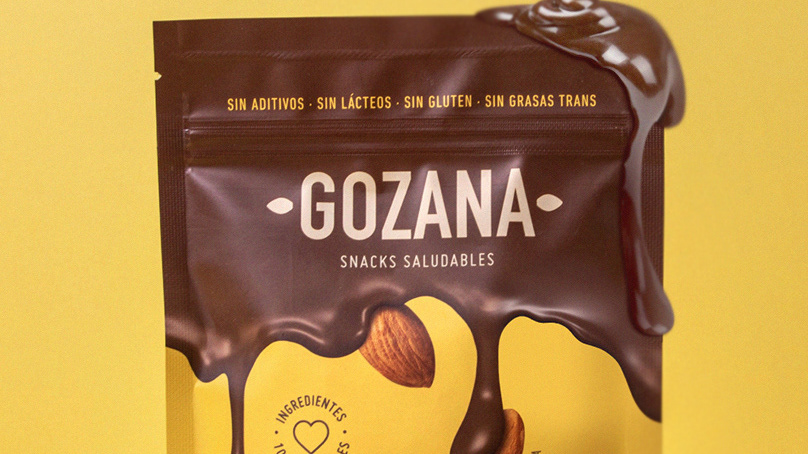 SIN ADITIVOS · SIN LÁCTEOS · SIN GLUTEN · SIN GRASAS TRANS
GOZANA
SNACKS SALUDABLES
INGREDIENTES